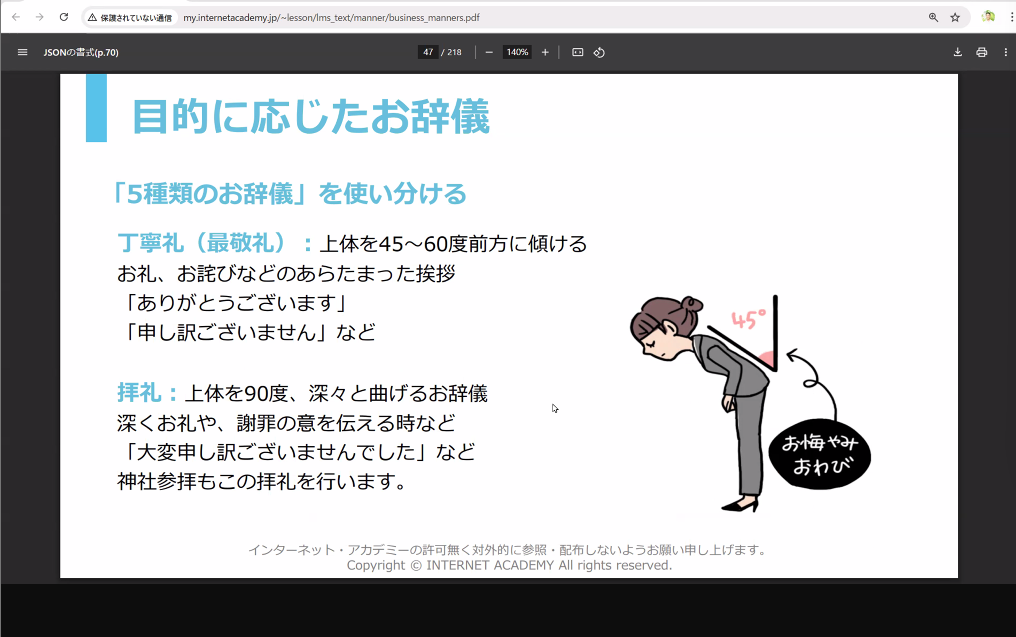 保護されていない通信
my.internetacademy.jp/~lesson/lms_text/manner/business_manners.pdf
JSONの書式(p.70)
47 / 218
140%
目的に応じたお辞儀
「5種類のお辞儀」を使い分ける
丁寧礼（最敬礼）：上体を45～60度前方に傾ける
お礼、お詫びなどのあらたまった挨拶
「ありがとうございます」
「申し訳ございません」など
45°
拝礼：上体を90度、深々と曲げるお辞儀
深くお礼や、謝罪の意を伝える時など
「大変申し訳ございませんでした」など
神社参拝もこの拝礼を行います。
お悔やみ
おわび
インターネット・アカデミーの許可無く対外的に参照・配布しないようお願い申し上げます。
Copyright © INTERNET ACADEMY All rights reserved.